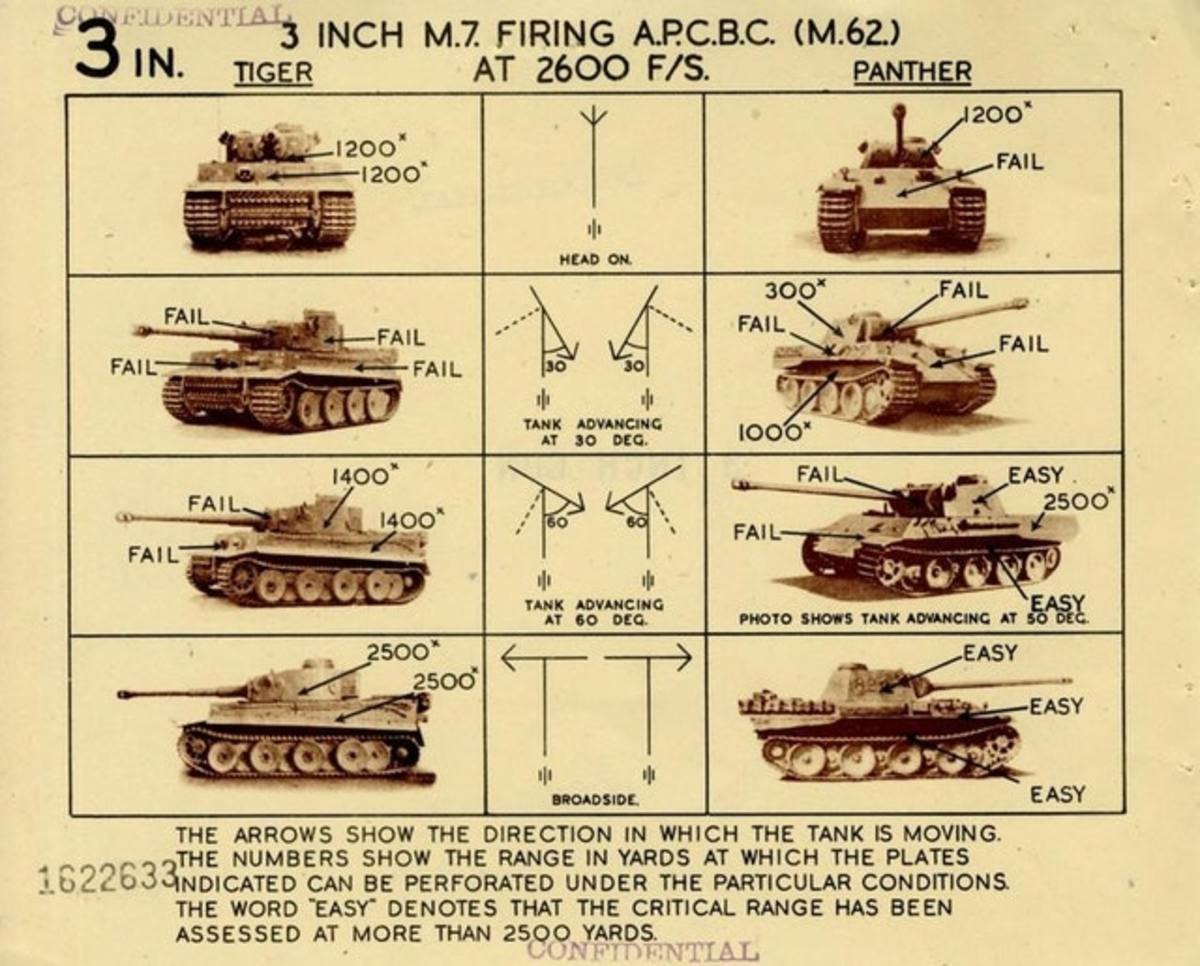 CONFIDENTIAL
3 IN.
3 INCH M.7. FIRING A.P.C.B.C. (M.62.)
TIGER
AT 2600 F/S.
PANTHER
1200ˣ
1200ˣ
HEAD ON.
1200ˣ
FAIL
FAIL
FAIL
FAIL
FAIL
30
30
TANK ADVANCING
AT 30 DEG.
300ˣ
FAIL
FAIL
FAIL
1000ˣ
1400ˣ
FAIL
1400ˣ
FAIL
60
60
TANK ADVANCING
AT 60 DEG.
FAIL
EASY
2500ˣ
FAIL
EASY
PHOTO SHOWS TANK ADVANCING AT 50 DEG.
2500ˣ
2500ˣ
BROADSIDE.
EASY
EASY
EASY
THE ARROWS SHOW THE DIRECTION IN WHICH THE TANK IS MOVING.
THE NUMBERS SHOW THE RANGE IN YARDS AT WHICH THE PLATES
1622633
INDICATED CAN BE PERFORATED UNDER THE PARTICULAR CONDITIONS.
THE WORD "EASY" DENOTES THAT THE CRITICAL RANGE HAS BEEN
ASSESSED AT MORE THAN 2500 YARDS.
CONFIDENTIAL